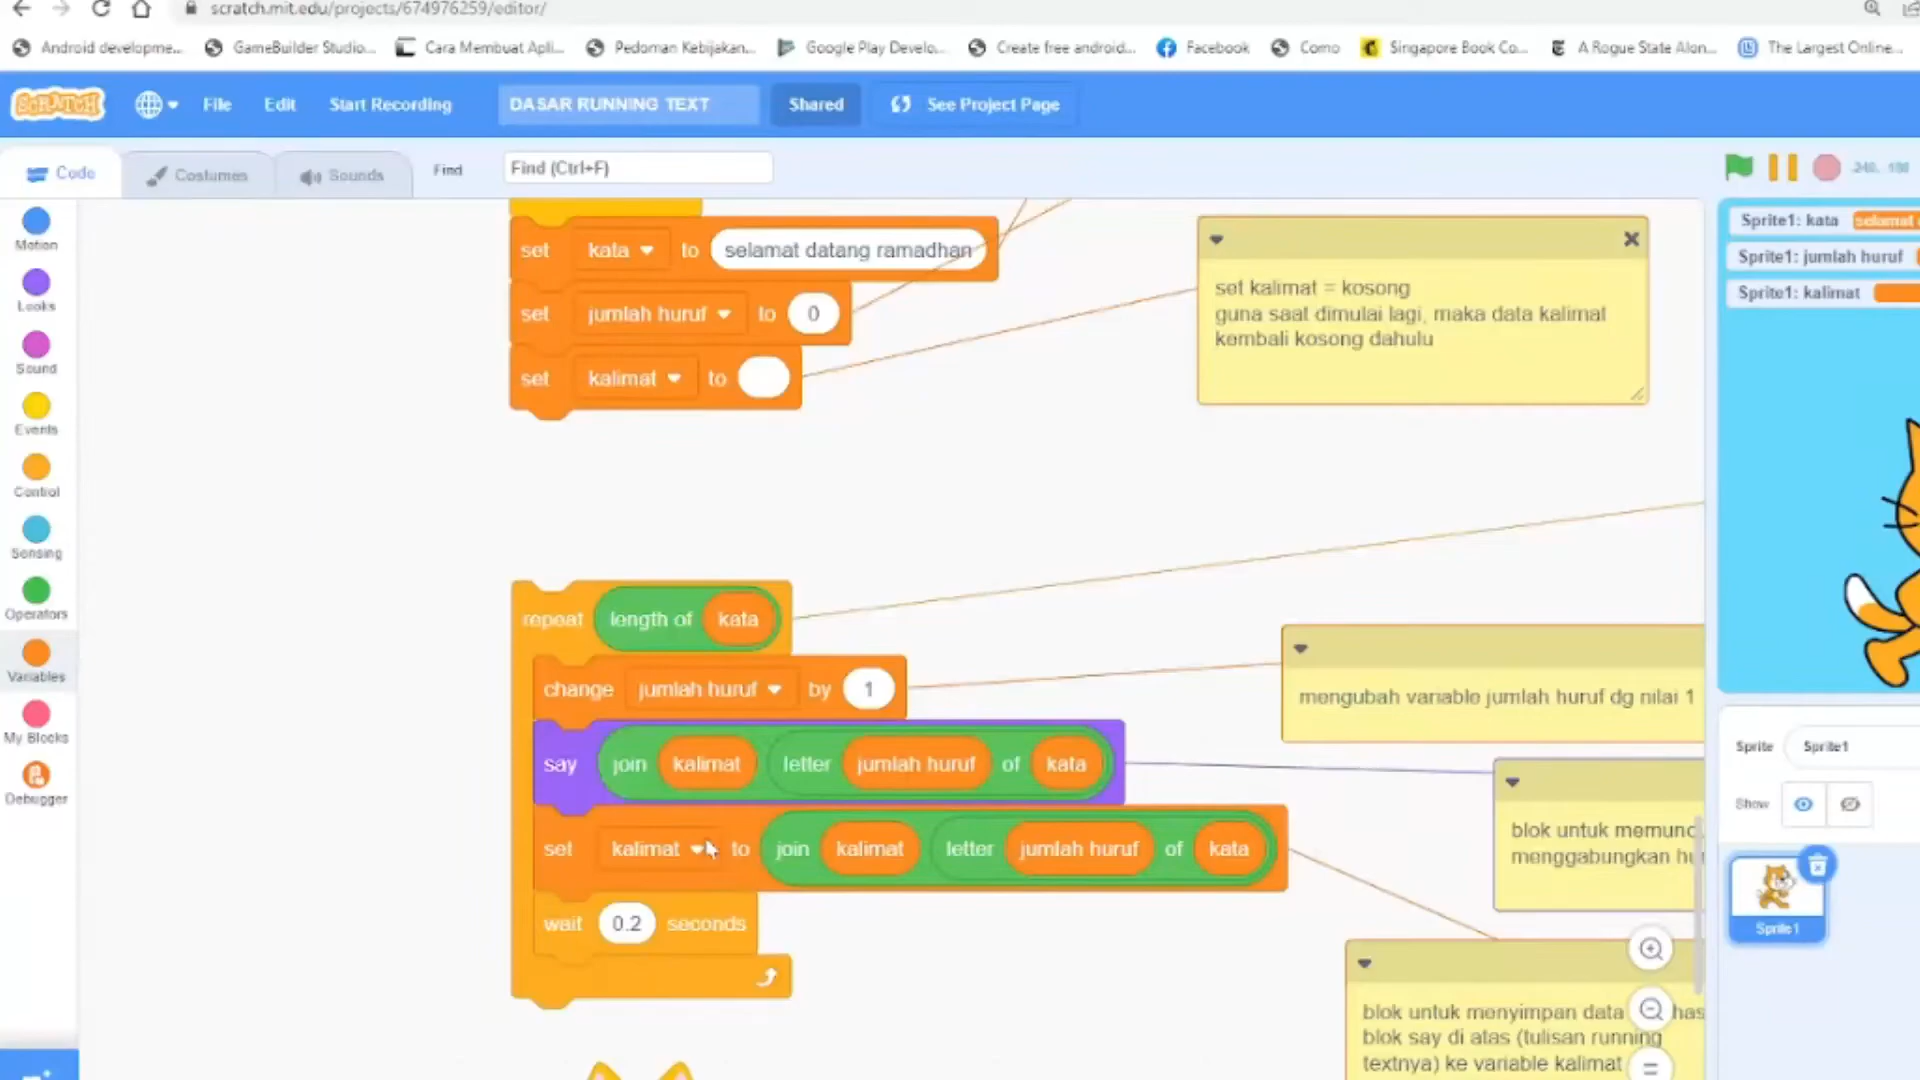 scratch.mit.edu/projects/674976259/editor/
Android developme... GameBuilder Studio... Cara Membuat Apli... Pedoman Kebijakan... Google Play Develo... Create free android... Facebook Como Singapore Book Co... A Rogue State Alon... The Largest Online...
SCRATCH File Edit Start Recording DASAR RUNNING TEXT Shared See Project Page
Code Costumes Sounds Find Find (Ctrl+F)
Motion
Looks
Sound
Events
Control
Sensing
Operators
Variables
My Blocks
Debugger
set kata to selamat datang ramadhan
set jumlah huruf to 0
set kalimat to
set kalimat = kosong
guna saat dimulai lagi, maka data kalimat
kembali kosong dahulu
repeat length of kata
change jumlah huruf by 1
say join kalimat letter jumlah huruf of kata
set kalimat to join kalimat letter jumlah huruf of kata
wait 0.2 seconds
mengubah variable jumlah huruf dg nilai 1
blok untuk memunc
menggabungkan hu
blok untuk menyimpan data has
blok say di atas (tulisan running
textnya) ke variable kalimat
Sprite1: kata selamat
Sprite1: jumlah huruf
Sprite1: kalimat
Sprite Sprite1
Show
Sprite1